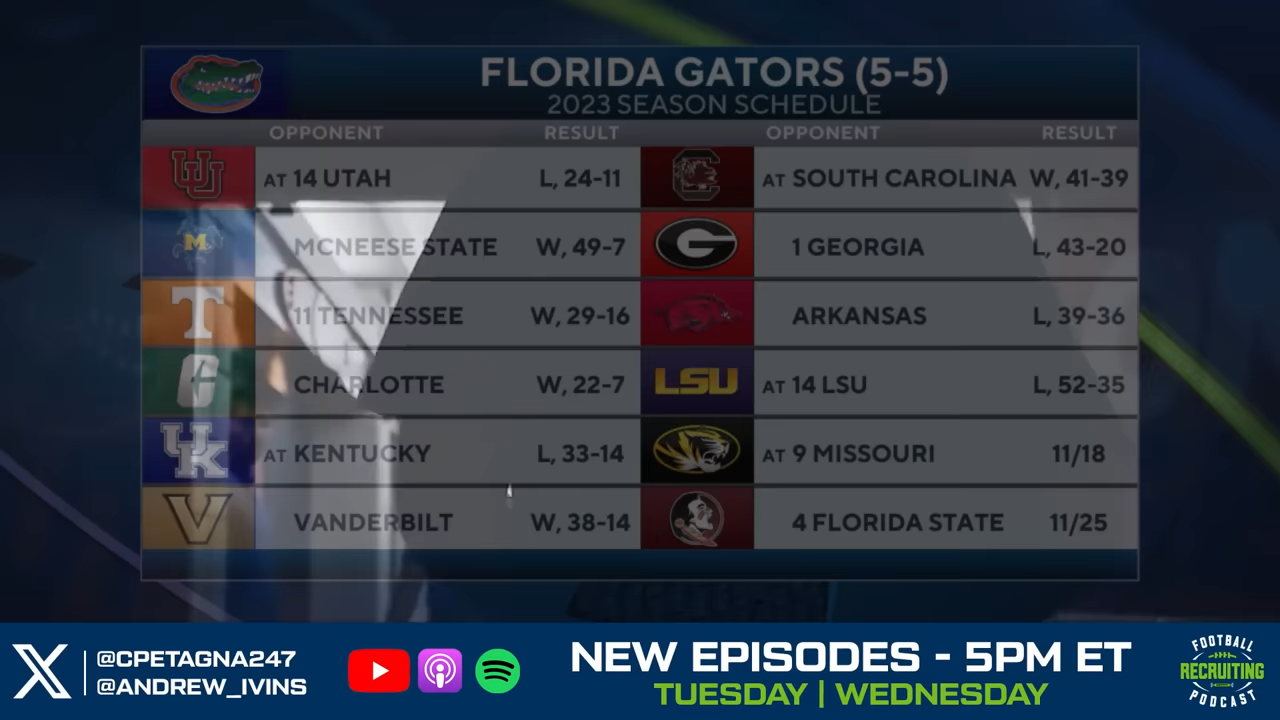 FLORIDA GATORS (5-5)
2023 SEASON SCHEDULE
OPPONENT RESULT OPPONENT RESULT
UU AT 14 UTAH L, 24-11
C AT SOUTH CAROLINA W, 41-39
M MCNEESE STATE W, 49-7
G 1 GEORGIA L, 43-20
T 11 TENNESSEE W, 29-16
ARKANSAS L, 39-36
C CHARLOTTE W, 22-7
LSU AT 14 LSU L, 52-35
UK AT KENTUCKY L, 33-14
AT 9 MISSOURI 11/18
V VANDERBILT W, 38-14
4 FLORIDA STATE 11/25
X @CPETAGNA247
@ANDREW_IVINS
NEW EPISODES - 5PM ET
TUESDAY | WEDNESDAY
FOOTBALL
RECRUITING
PODCAST